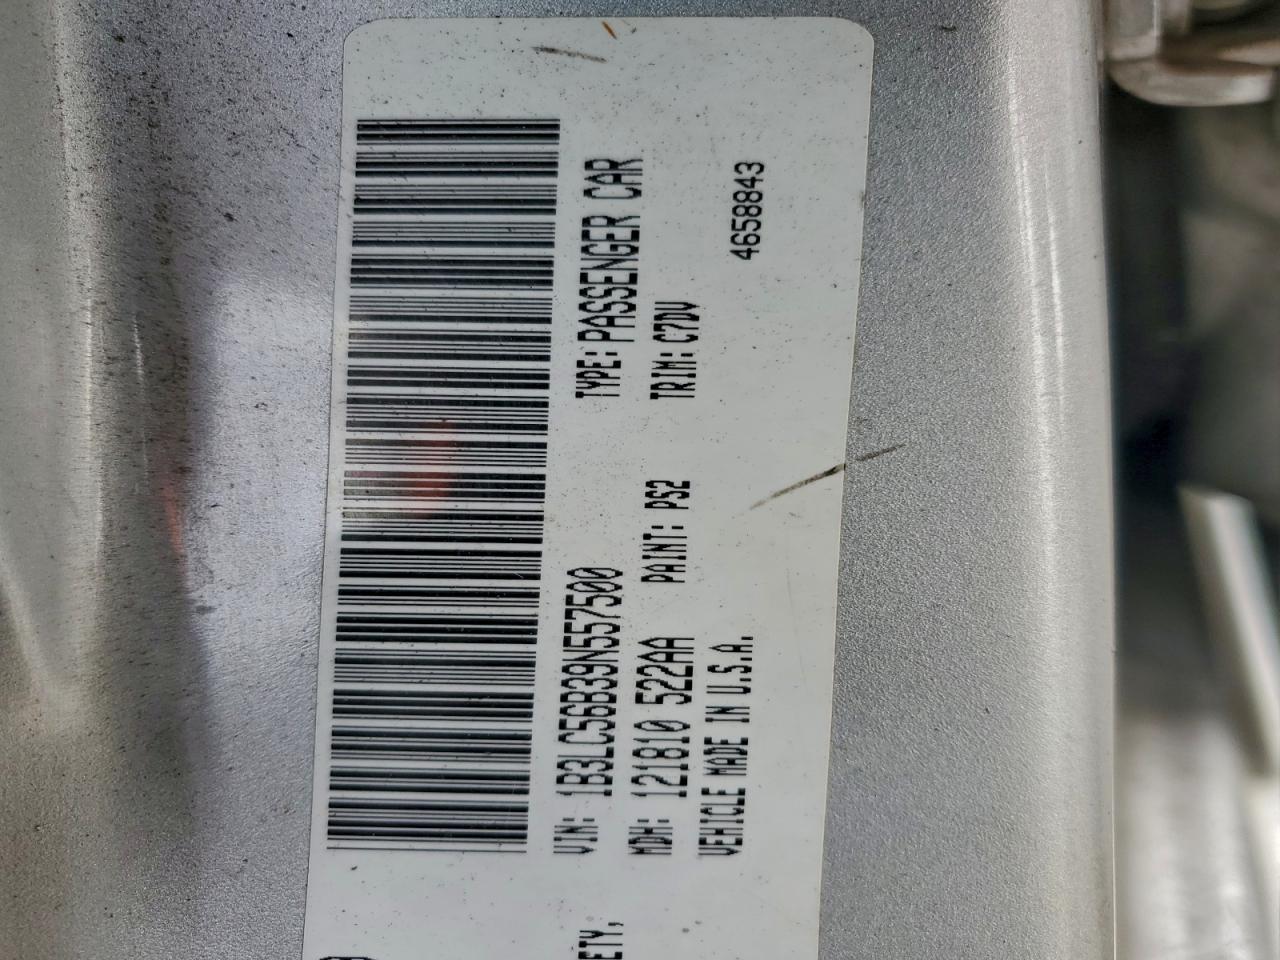 ETY,
VIN: 1B3LC56B39N557500
TYPE: PASSENGER CAR
MDH: 121810 522AA
PAINT: PS2
TRIM: C7DV
VEHICLE MADE IN U.S.A.
4658843